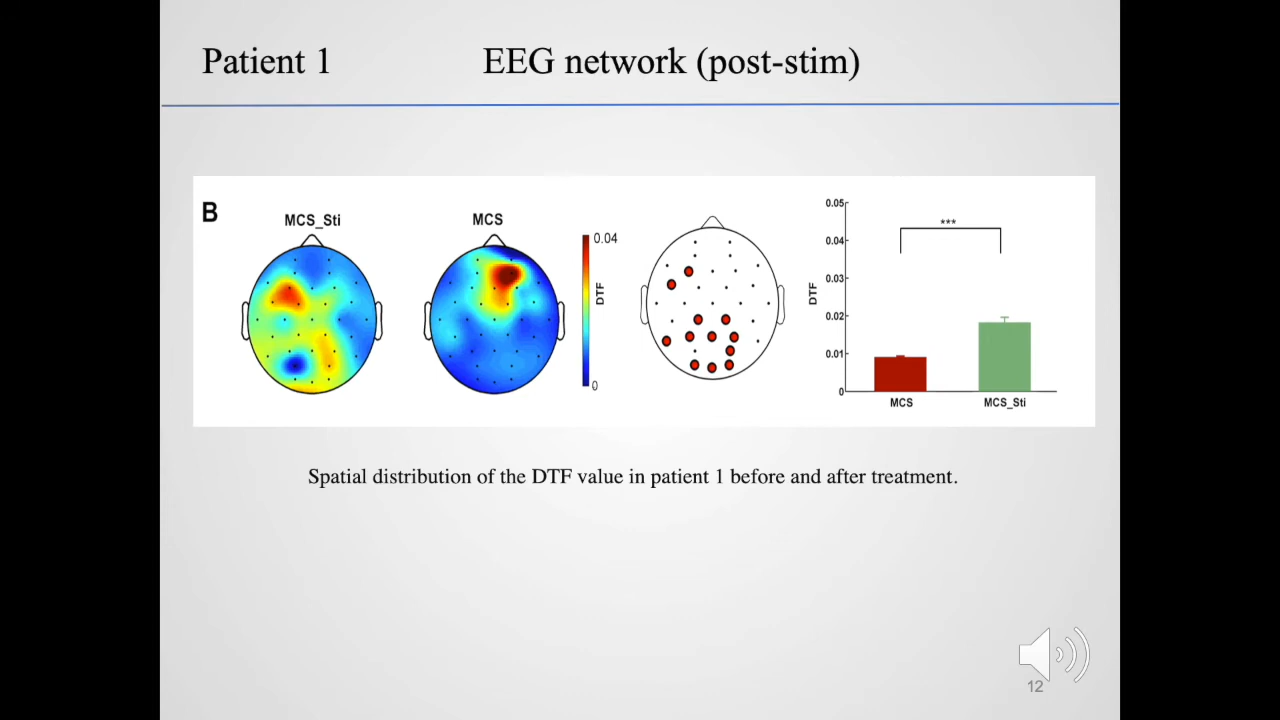 Patient 1
EEG network (post-stim)
B
MCS_Sti
MCS
0.04
DTF
0
0.05
0.04
0.03
0.02
0.01
0
DTF
***
MCS
MCS_Sti
Spatial distribution of the DTF value in patient 1 before and after treatment.
12